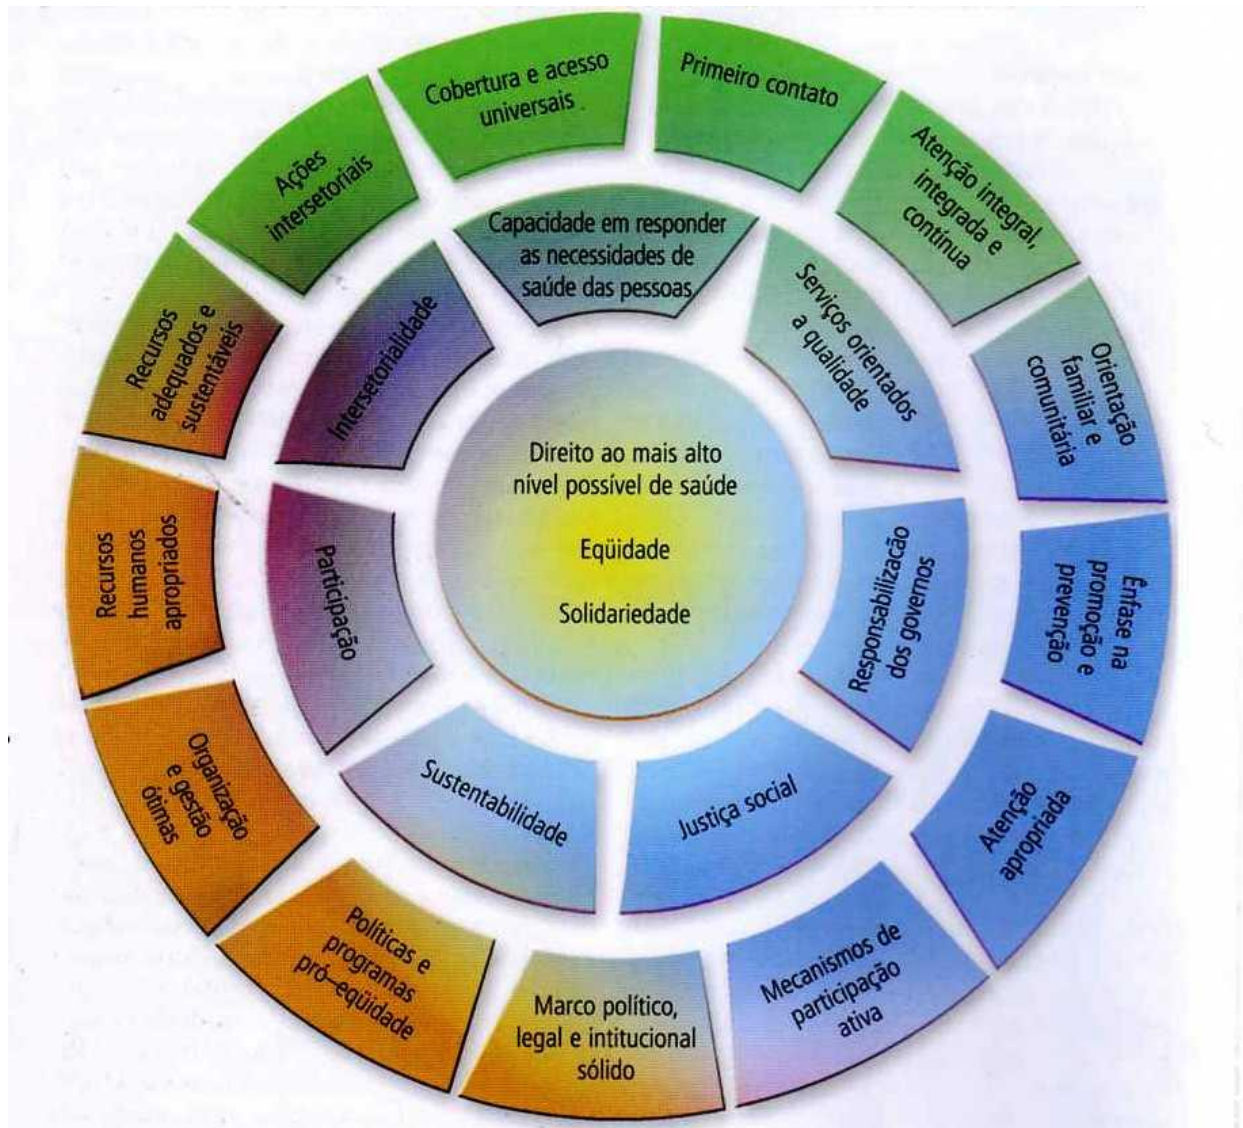 Cobertura e acesso
universais
Primeiro contato
Atenção integral,
integrada e
contínua
Orientação
familiar e
comunitária
Ênfase na
promoção e
prevenção
Atenção
apropriada
Mecanismos de
participação
ativa
Marco político,
legal e intitucional
sólido
Políticas e
programas
pró-eqüidade
Organização
e gestão
ótimas
Recursos
humanos
apropriados
Recursos
adequados e
sustentáveis
Ações
intersetoriais
Capacidade em responder
as necessidades de
saúde das pessoas
Serviços orientados
a qualidade
Responsabilizacão
dos governos
Justiça social
Sustentabilidade
Participação
Intersetorialidade
Direito ao mais alto
nível possível de saúde
Eqüidade
Solidariedade